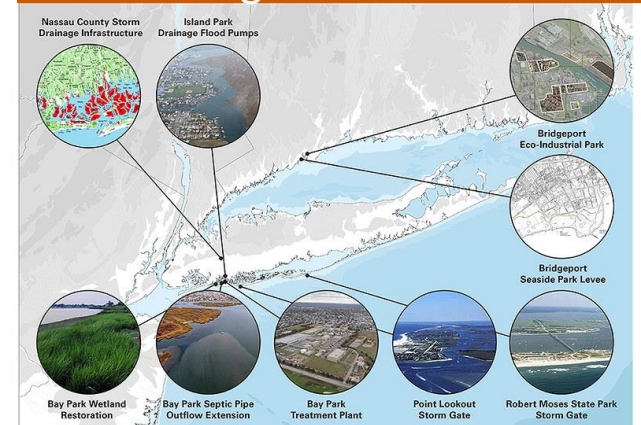 Nassau County Storm
Drainage Infrastructure
Island Park
Drainage Flood Pumps
Bridgeport
Eco-Industrial Park
Bridgeport
Seaside Park Levee
Bay Park Wetland
Restoration
Bay Park Septic Pipe
Outflow Extension
Bay Park
Treatment Plant
Point Lookout
Storm Gate
Robert Moses State Park
Storm Gate